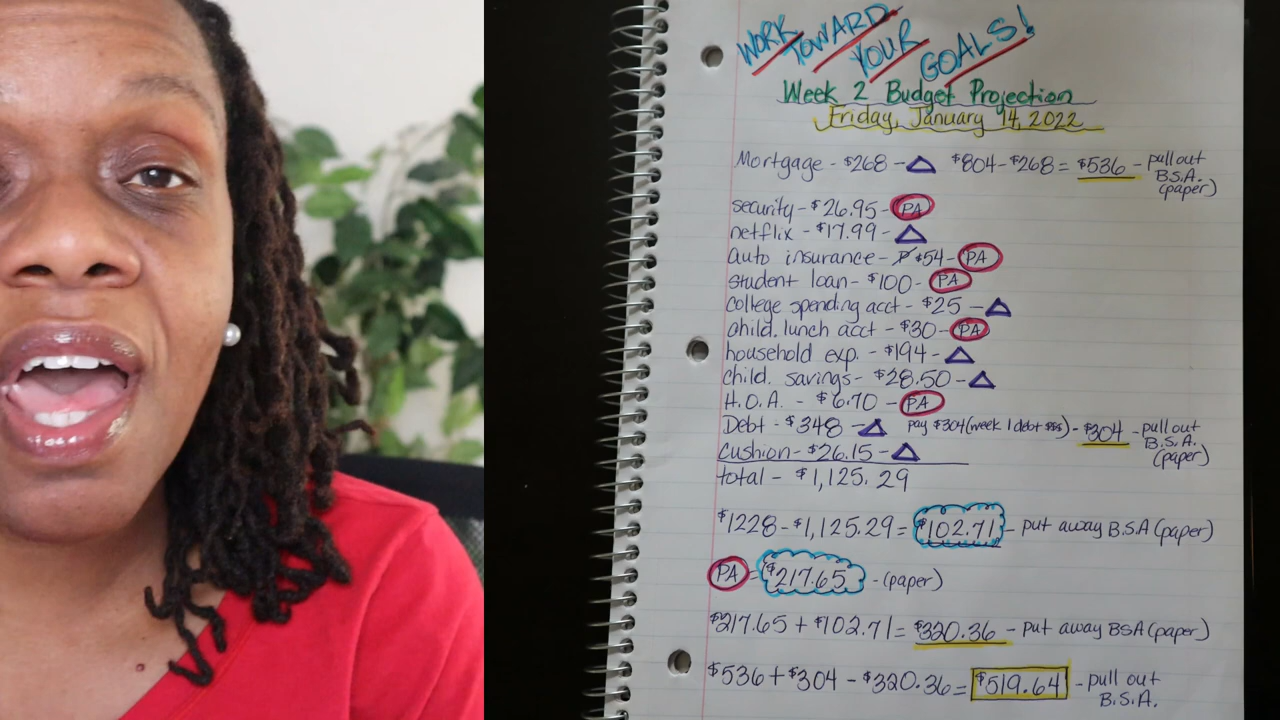 WORK TOWARD YOUR GOALS!
Week 2 Budget Projection
Friday, January 14, 2022
Mortgage - $268 - △ $804 - $268 = $536 - pull out B.S.A. (paper)
security - $26.95 - PA
netflix - $17.99 - △
auto insurance - $54 - PA
student loan - $100 - PA
college spending acct - $25 - △
child. lunch acct - $30 - PA
household exp. - $194 - △
child. savings - $28.50 - △
H.O.A. - $6.70 - PA
Debt - $348 - △ pay $304 (week 1 debt $$$) - $304 - pull out B.S.A. (paper)
cushion - $26.15 - △
total - $1,125.29
$1228 - $1,125.29 = $102.71 - put away B.S.A (paper)
PA = $217.65 - (paper)
$217.65 + $102.71 = $320.36 - put away BSA (paper)
$536 + $304 - $320.36 = $519.64 - pull out B.S.A.